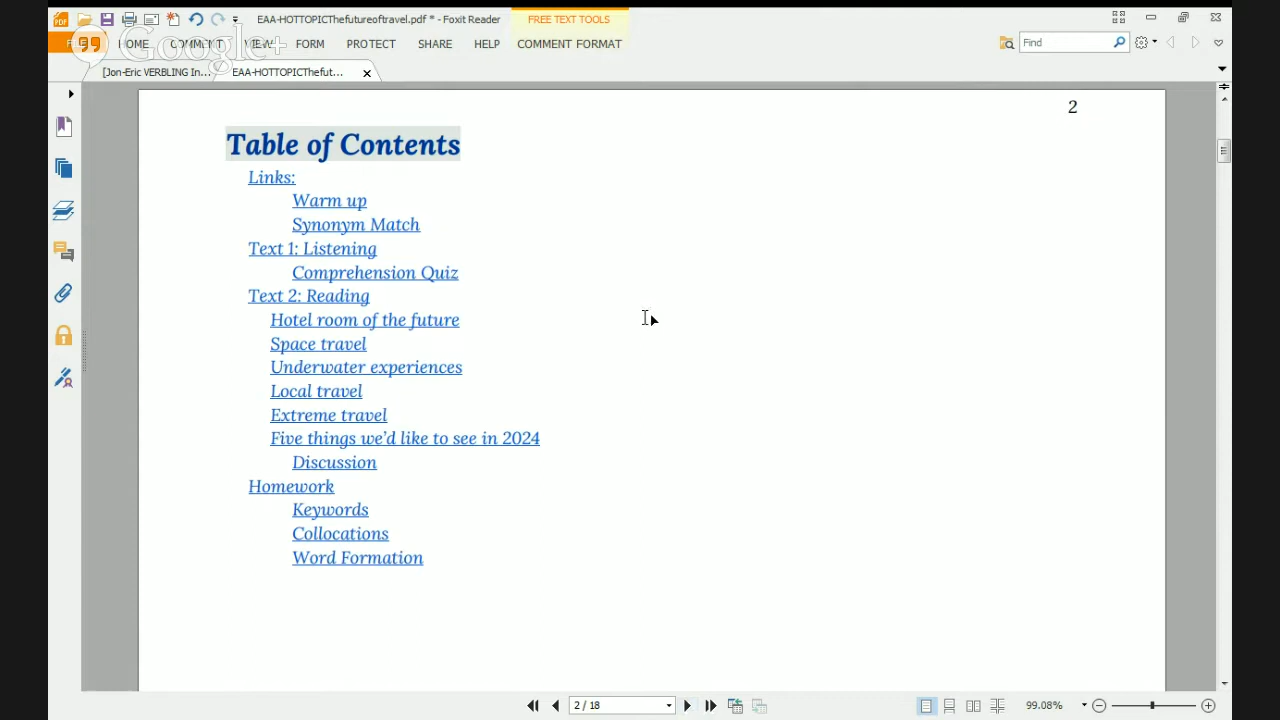 EAA-HOTTOPICThefutureoftravel.pdf * - Foxit Reader
FREE TEXT TOOLS
HOME
COMMENT
VIEW
FORM
PROTECT
SHARE
HELP
COMMENT FORMAT
Find
Google+
[Jon-Eric VERBLING In...
EAA-HOTTOPICThefut...
2
Table of Contents
Links:
Warm up
Synonym Match
Text 1: Listening
Comprehension Quiz
Text 2: Reading
Hotel room of the future
Space travel
Underwater experiences
Local travel
Extreme travel
Five things we'd like to see in 2024
Discussion
Homework
Keywords
Collocations
Word Formation
2 / 18
99.08%